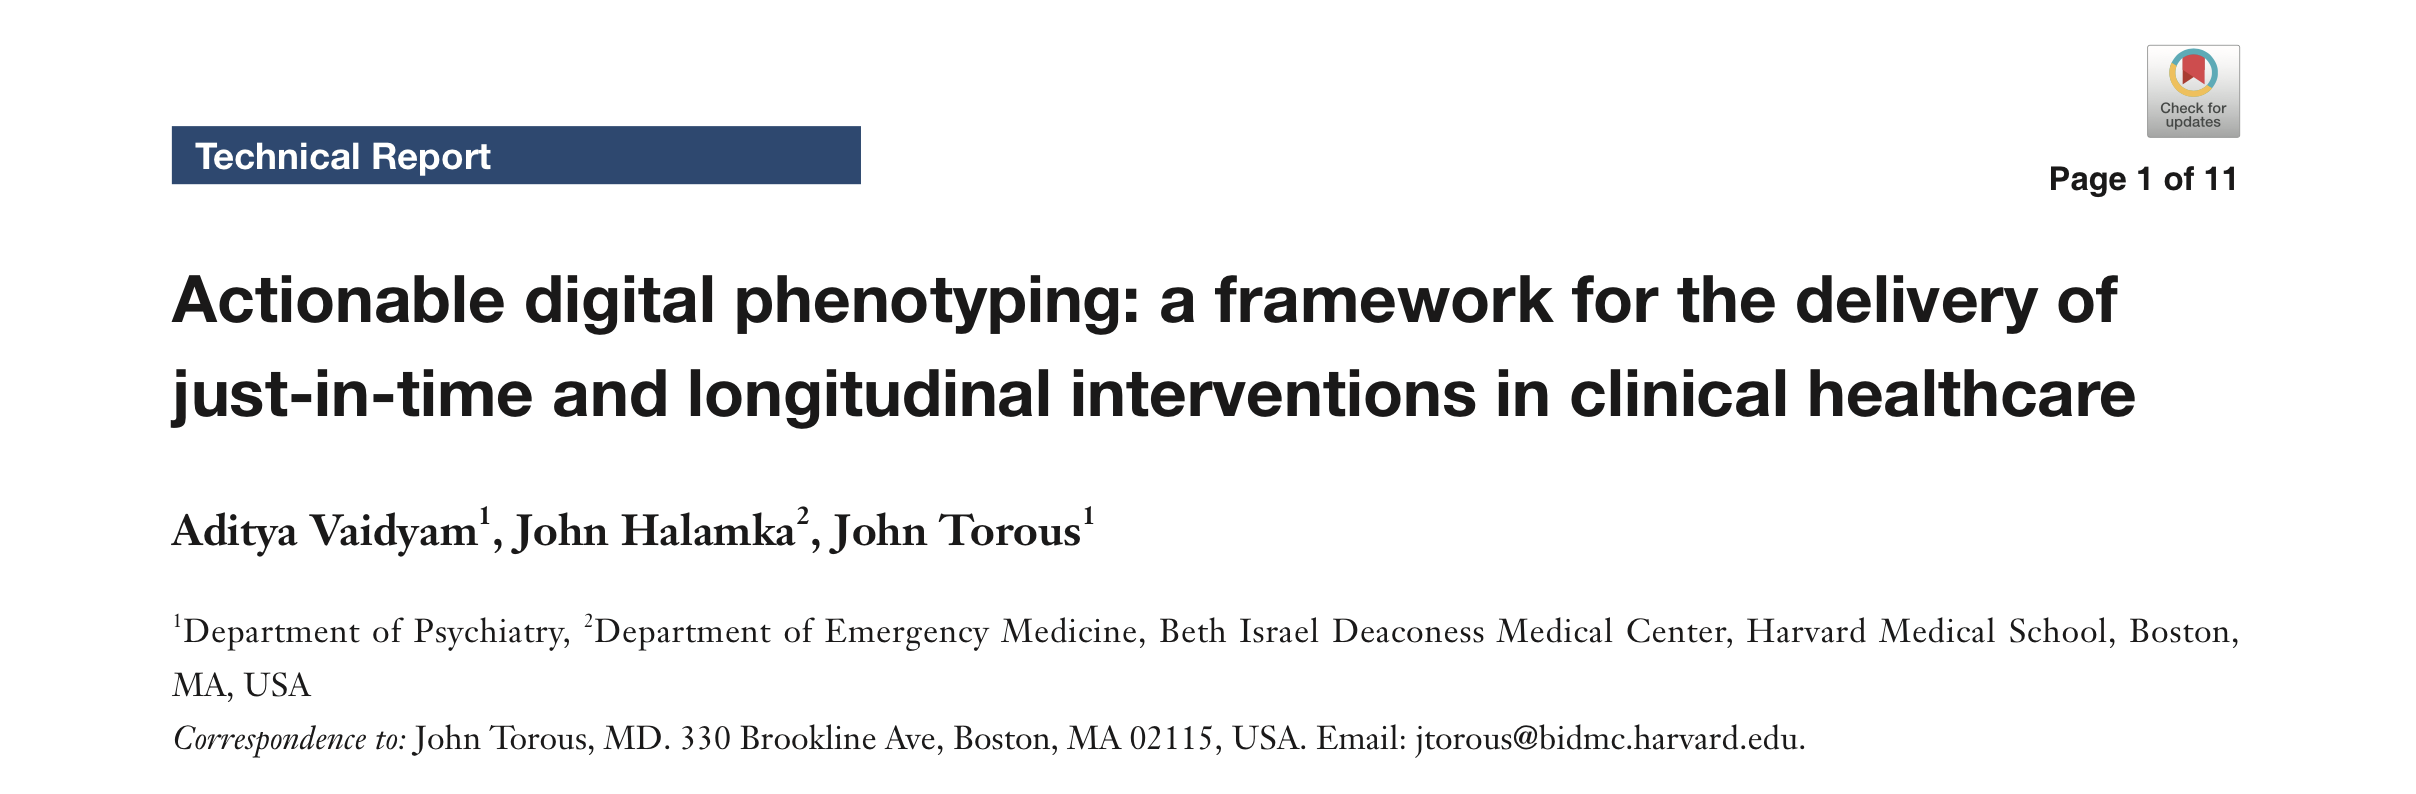 Check for
updates
Technical Report
Page 1 of 11
Actionable digital phenotyping: a framework for the delivery of
just-in-time and longitudinal interventions in clinical healthcare
Aditya Vaidyam1, John Halamka2, John Torous1
1Department of Psychiatry, 2Department of Emergency Medicine, Beth Israel Deaconess Medical Center, Harvard Medical School, Boston,
MA, USA
Correspondence to: John Torous, MD. 330 Brookline Ave, Boston, MA 02115, USA. Email: jtorous@bidmc.harvard.edu.